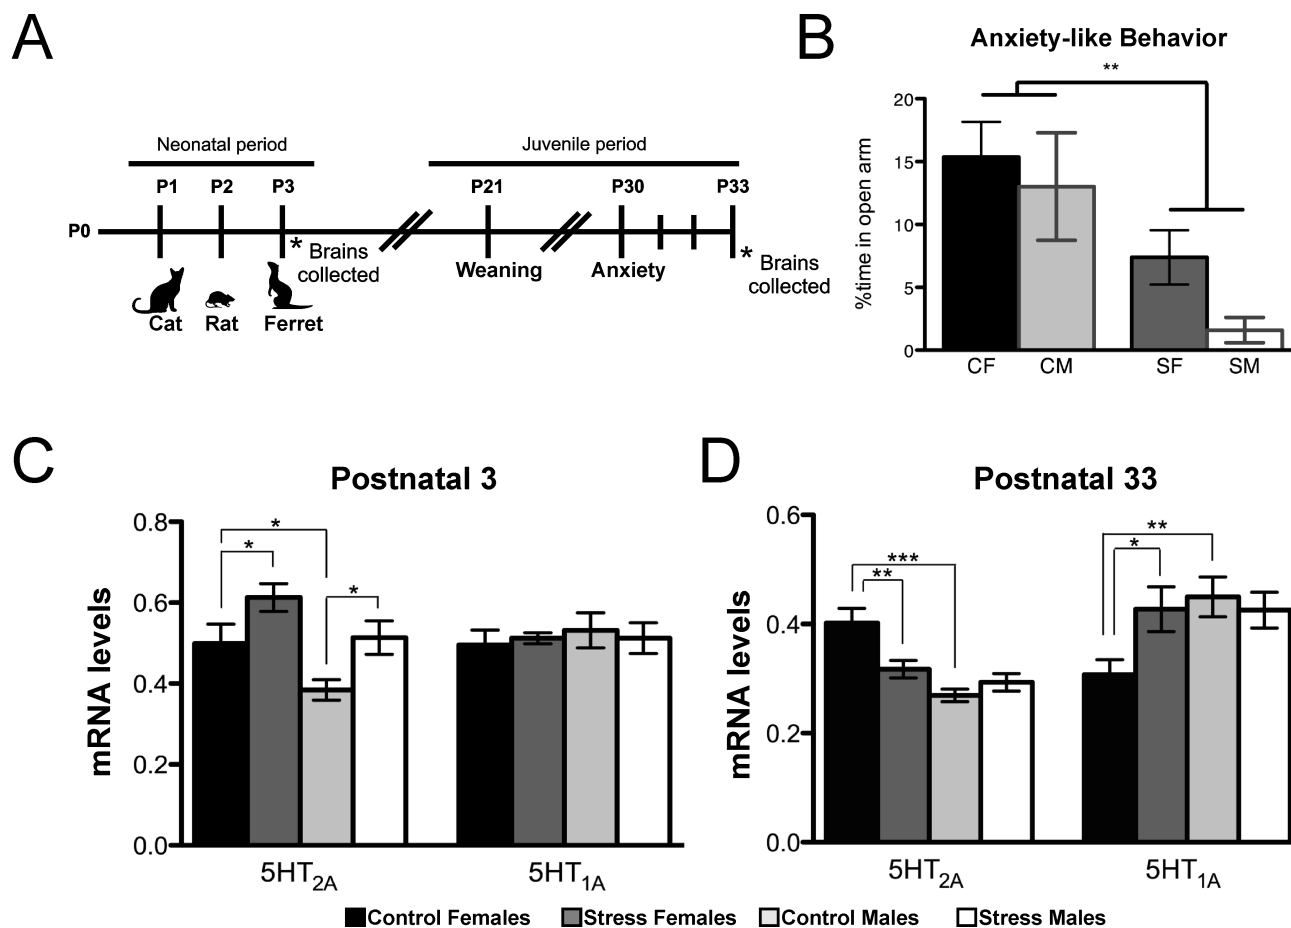 A
Neonatal period
Juvenile period
P1 P2 P3 P21 P30 P33
P0
* Brains collected
* Brains collected
Weaning
Anxiety
Cat Rat Ferret
B
Anxiety-like Behavior
**
%time in open arm
20
15
10
5
0
CF CM SF SM
C
Postnatal 3
mRNA levels
0.8
0.6
0.4
0.2
0.0
*
*
*
5HT2A 5HT1A
D
Postnatal 33
mRNA levels
0.6
0.4
0.2
0.0
***
**
**
*
5HT2A 5HT1A
Control Females Stress Females Control Males Stress Males